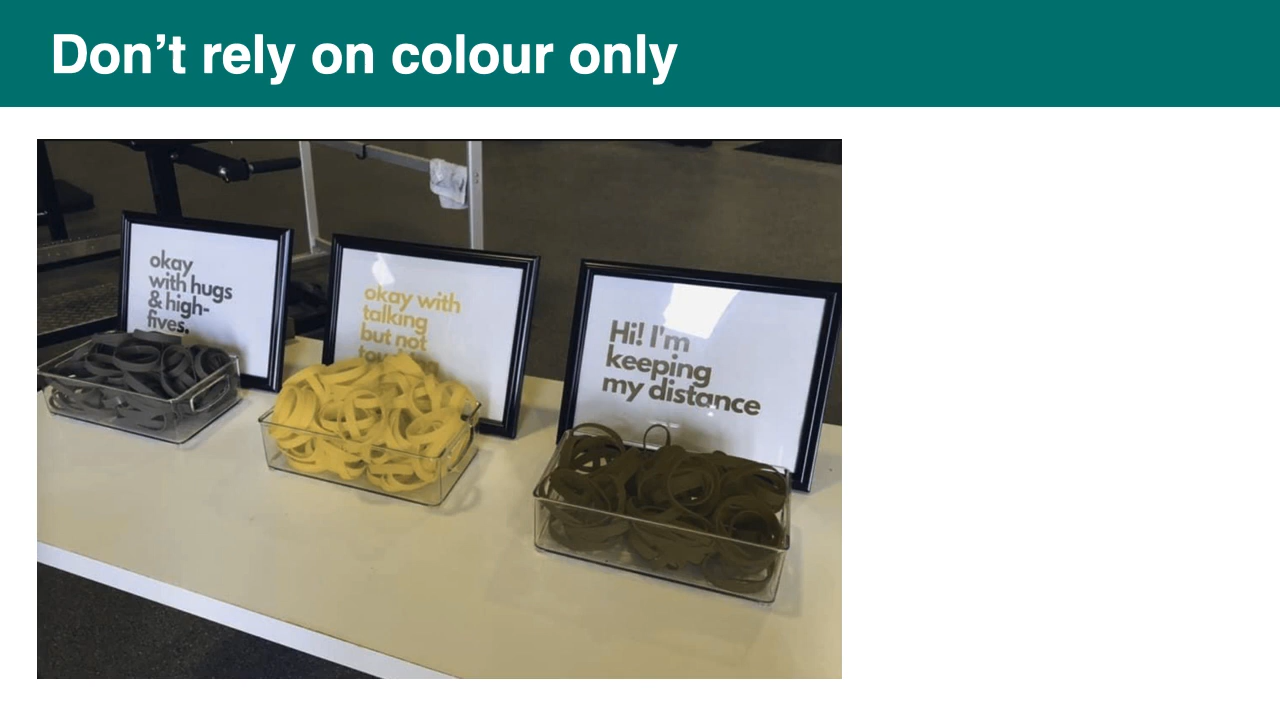 Don’t rely on colour only
okay
with hugs
& high-
fives.
okay with
talking
but not
Hi! I'm
keeping
my distance